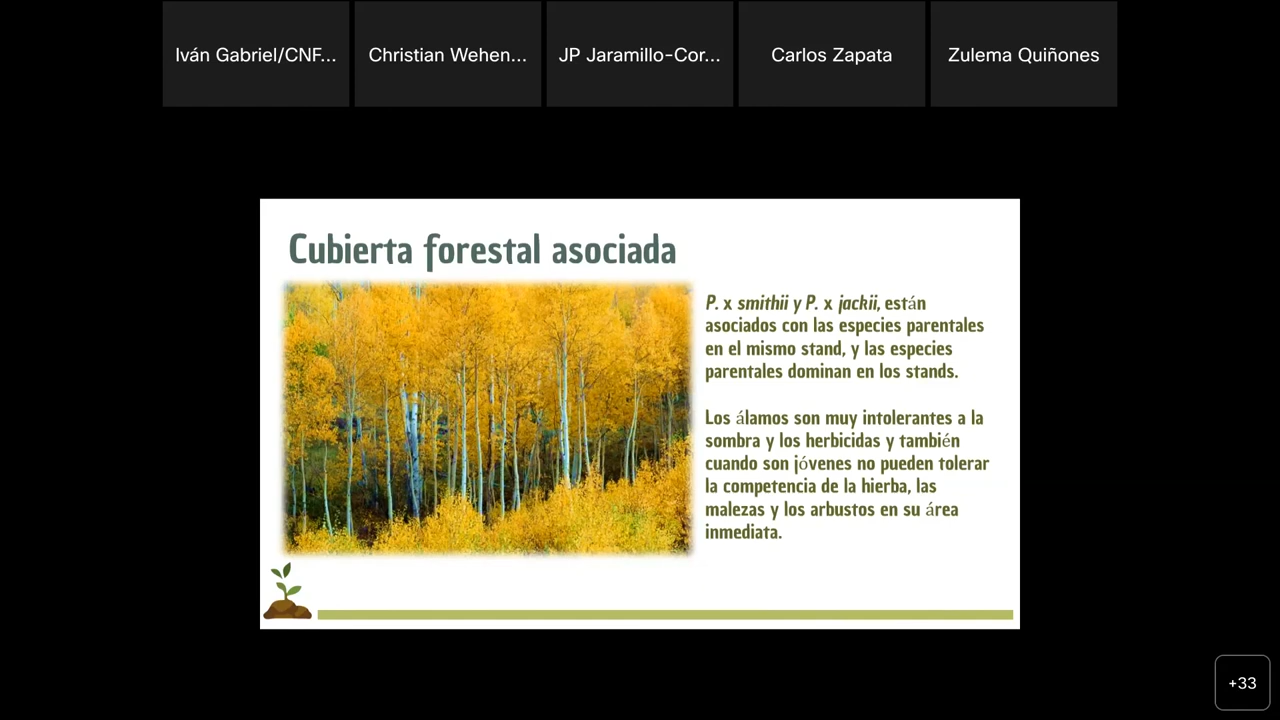 Iván Gabriel/CNF...
Christian Wehen...
JP Jaramillo-Cor...
Carlos Zapata
Zulema Quiñones
Cubierta forestal asociada
P. x smithii y P. x jackii, están
asociados con las especies parentales
en el mismo stand, y las especies
parentales dominan en los stands.
Los álamos son muy intolerantes a la
sombra y los herbicidas y también
cuando son jóvenes no pueden tolerar
la competencia de la hierba, las
malezas y los arbustos en su área
inmediata.
+33